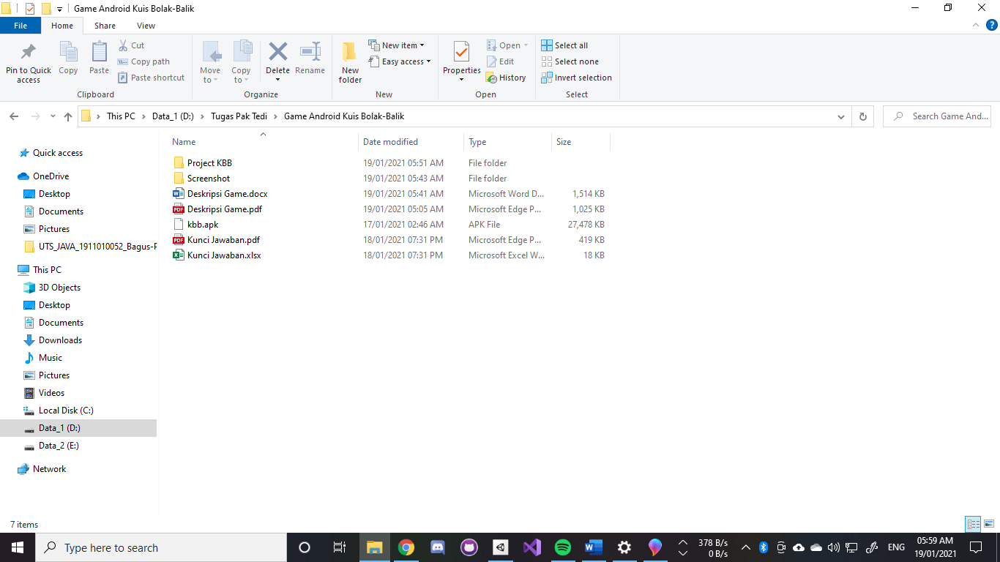 Game Android Kuis Bolak-Balik
File Home Share View
Pin to Quick access
Copy
Paste
Cut
Copy path
Paste shortcut
Clipboard
Move to
Copy to
Delete
Rename
Organize
New folder
New item
Easy access
New
Properties
Open
Edit
History
Open
Select all
Select none
Invert selection
Select
This PC Data_1 (D:) Tugas Pak Tedi Game Android Kuis Bolak-Balik
Search Game And...
Quick access
OneDrive
Desktop
Documents
Pictures
UTS_JAVA_1911010052_Bagus-
This PC
3D Objects
Desktop
Documents
Downloads
Music
Pictures
Videos
Local Disk (C:)
Data_1 (D:)
Data_2 (E:)
Network
Name Date modified Type Size
Project KBB 19/01/2021 05:51 AM File folder
Screenshot 19/01/2021 05:43 AM File folder
Deskripsi Game.docx 19/01/2021 05:41 AM Microsoft Word D... 1,514 KB
Deskripsi Game.pdf 19/01/2021 05:05 AM Microsoft Edge P... 1,025 KB
kbb.apk 17/01/2021 02:46 AM APK File 27,478 KB
Kunci Jawaban.pdf 18/01/2021 07:31 PM Microsoft Edge P... 419 KB
Kunci Jawaban.xlsx 18/01/2021 07:31 PM Microsoft Excel W... 18 KB
7 items
Type here to search
378 B/s
0 B/s
ENG
05:59 AM
19/01/2021